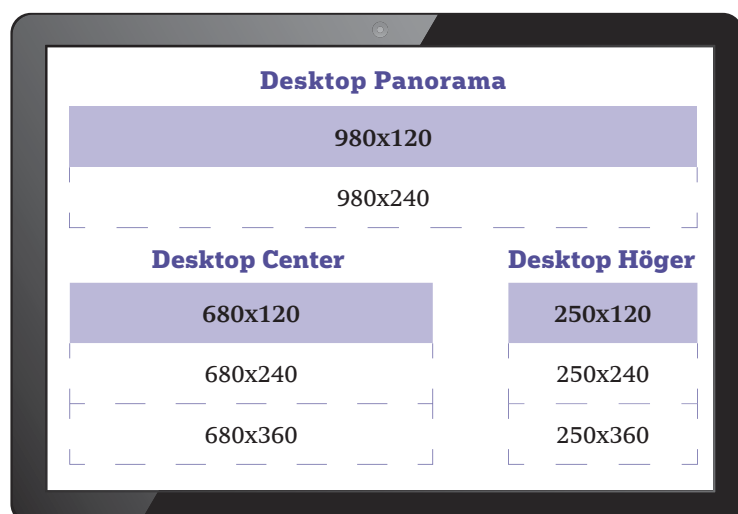 Desktop Panorama
980x120
980x240
Desktop Center
680x120
680x240
680x360
Desktop Höger
250x120
250x240
250x360